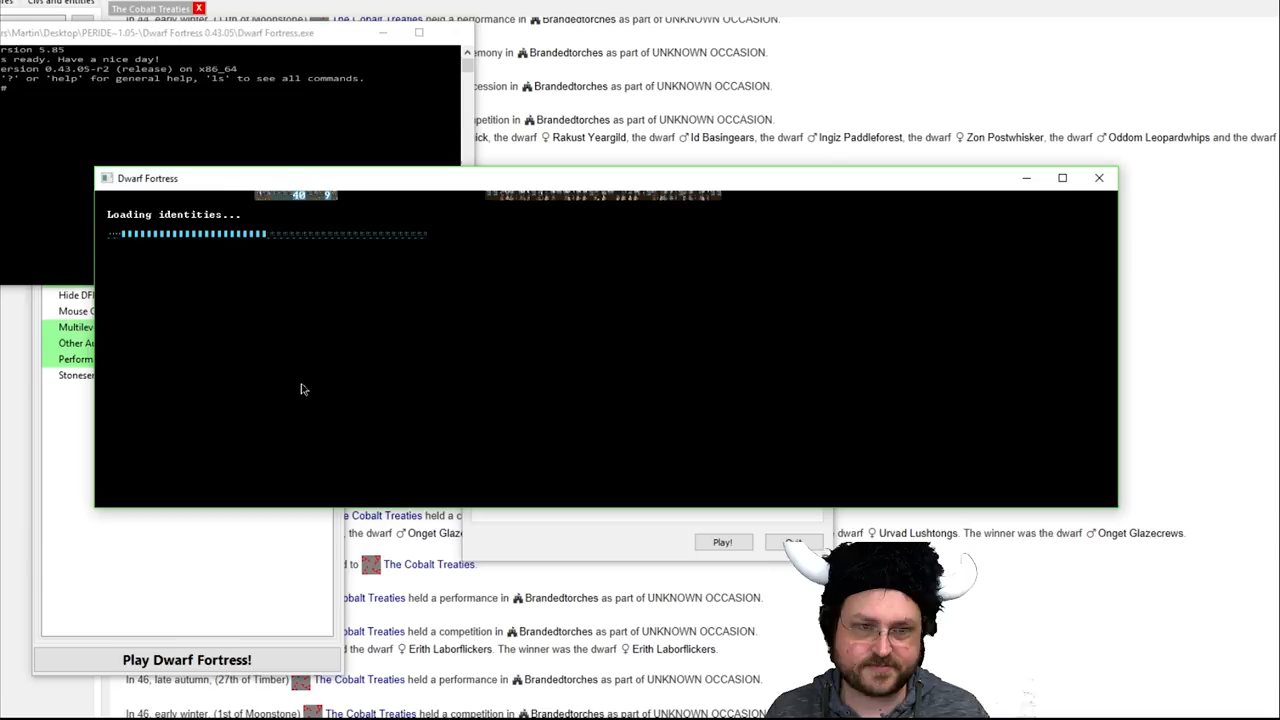 Civs and entities
The Cobalt Treaties X
In 44, early winter, (11th of Moonstone) The Cobalt Treaties held a performance in Brandedtorches as part of UNKNOWN OCCASION.
s\Martin\Desktop\PERIDE~1.05-\Dwarf Fortress 0.43.05\Dwarf Fortress.exe
ersion 5.85
emony in Brandedtorches as part of UNKNOWN OCCASION.
s ready. Have a nice day!
ersion 0.43.05-r2 (release) on x86_64
'?' or 'help' for general help, 'ls' to see all commands.
#
cession in Brandedtorches as part of UNKNOWN OCCASION.
petition in Brandedtorches as part of UNKNOWN OCCASION.
ick, the dwarf ♀ Rakust Yeargild, the dwarf ♂ Id Basingears, the dwarf ♂ Ingiz Paddleforest, the dwarf ♀ Zon Postwhisker, the dwarf ♂ Oddom Leopardwhips and the dwarf
Dwarf Fortress
40 9
Loading identities...
Hide DF
Mouse
Multilev
Other Au
Perform
Stonese
e Cobalt Treaties held a c
, the dwarf ♂ Onget Glaze
dwarf ♀ Urvad Lushtongs. The winner was the dwarf ♂ Onget Glazecrews.
Play!
d to The Cobalt Treaties.
obalt Treaties held a performance in Brandedtorches as part of UNKNOWN OCCASION.
obalt Treaties held a competition in Brandedtorches as part of UNKNOWN OCCASION.
d the dwarf ♀ Erith Laborflickers. The winner was the dwarf ♀ Erith Laborflickers.
Play Dwarf Fortress!
In 46, late autumn, (27th of Timber) The Cobalt Treaties held a performance in Brandedtorches as part of UNKNOWN OCCASION.
In 46, early winter, (1st of Moonstone) The Cobalt Treaties held a competition in Brandedtorches as part of UNKNOWN OCCASION.